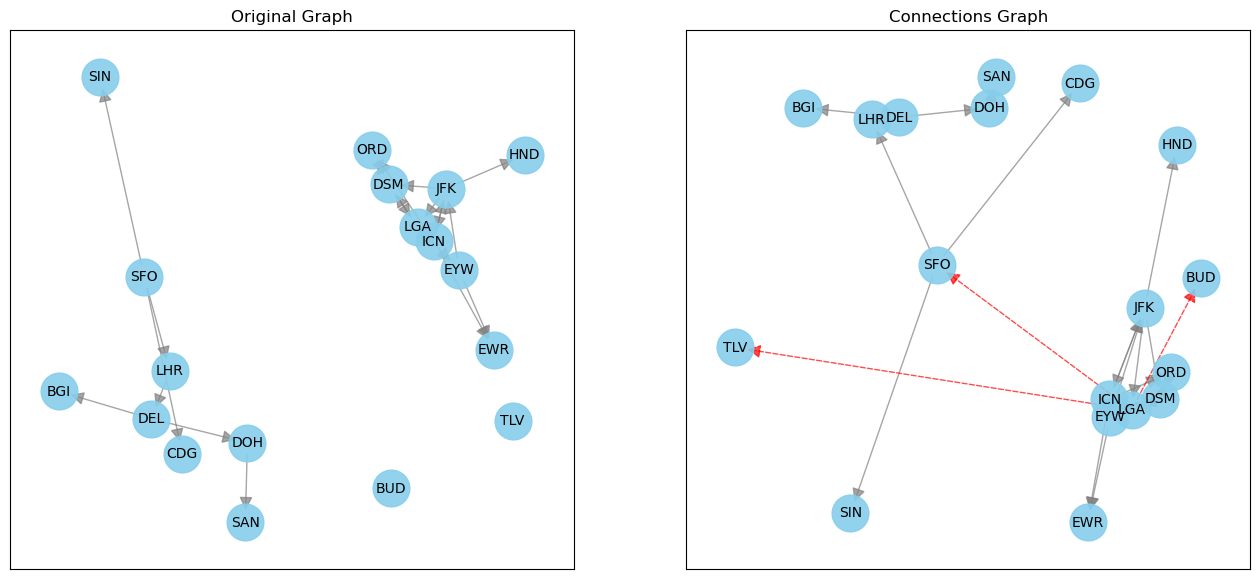 Original Graph
SIN
ORD
HND
DSM
JFK
LGA
ICN
EYW
SFO
EWR
LHR
BGI
DEL
TLV
DOH
CDG
BUD
SAN
Connections Graph
SAN
CDG
BGI
DOH
LHR
DEL
HND
SFO
BUD
JFK
TLV
ORD
ICN
DSM
LGA
EYW
SIN
EWR